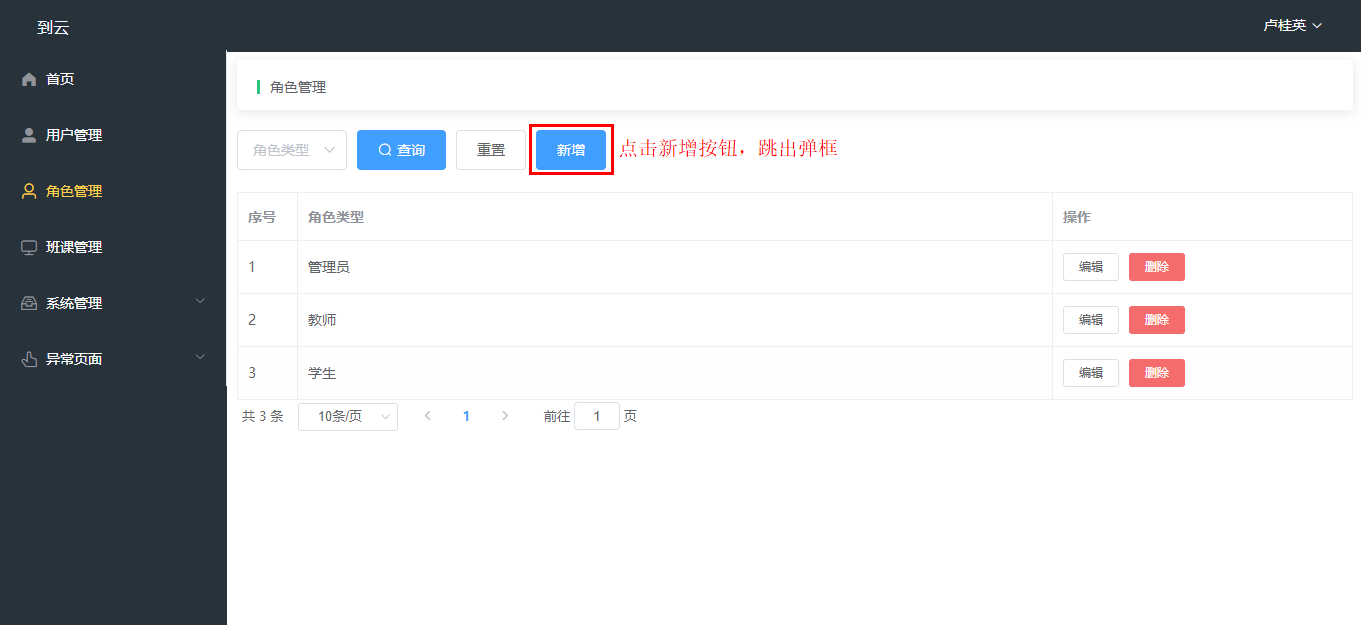 到云
卢桂英
首页
用户管理
角色管理
班课管理
系统管理
异常页面
角色管理
角色类型 查询 重置 新增 点击新增按钮，跳出弹框
序号 角色类型 操作
1 管理员 编辑 删除
2 教师 编辑 删除
3 学生 编辑 删除
共 3 条 10条/页 1 前往 1 页